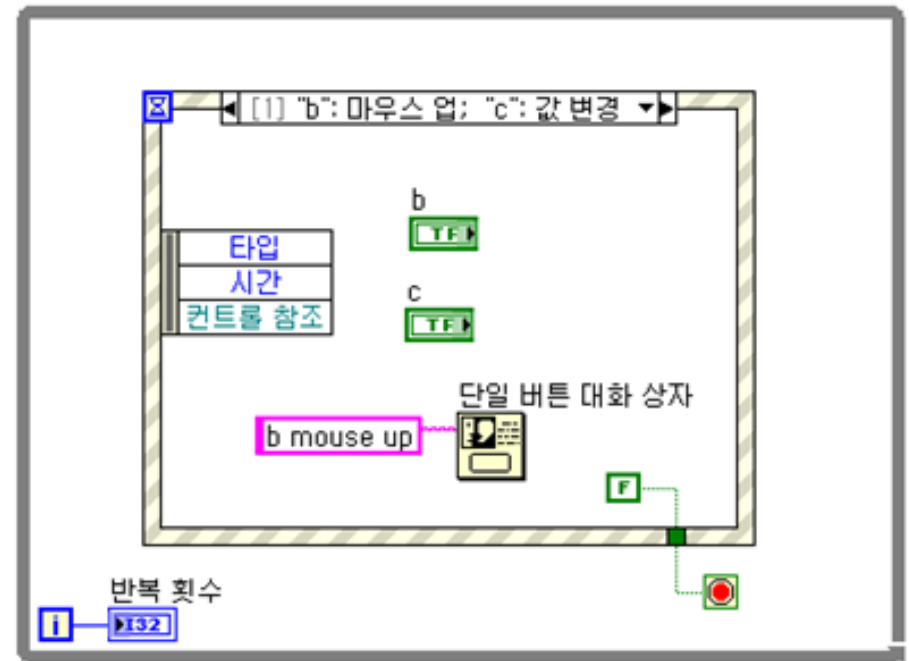 [1] "b": 마우스 업; "c": 값 변경
b
TF
타입
시간
컨트롤 참조
c
TF
단일 버튼 대화 상자
b mouse up
F
반복 횟수
i
I32